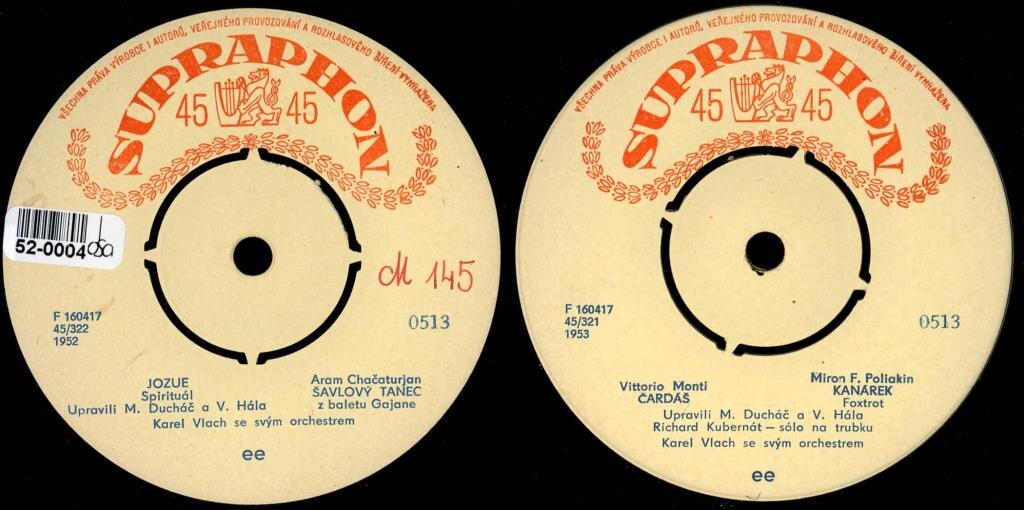 VŠECHNA PRÁVA VÝROBCE I AUTORŮ, VEŘEJNÉHO PROVOZOVÁNÍ A ROZHLASOVÉHO ŠÍŘENÍ VYHRAŽENA
SUPRAPHON
45 45
52-0004
osa
M 145
F 160417
45/322
1952
0513
JOZUE
Spirituál
Aram Chačaturjan
ŠAVLOVÝ TANEC
z baletu Gajane
Upravili M. Ducháč a V. Hála
Karel Vlach se svým orchestrem
ee
VŠECHNA PRÁVA VÝROBCE I AUTORŮ, VEŘEJNÉHO PROVOZOVÁNÍ A ROZHLASOVÉHO ŠÍŘENÍ VYHRAŽENA
SUPRAPHON
45 45
F 160417
45/321
1953
0513
Vittorio Monti
ČARDÁŠ
Miron F. Poliakin
KANÁREK
Foxtrot
Upravili M. Ducháč a V. Hála
Richard Kubernát – sólo na trubku
Karel Vlach se svým orchestrem
ee